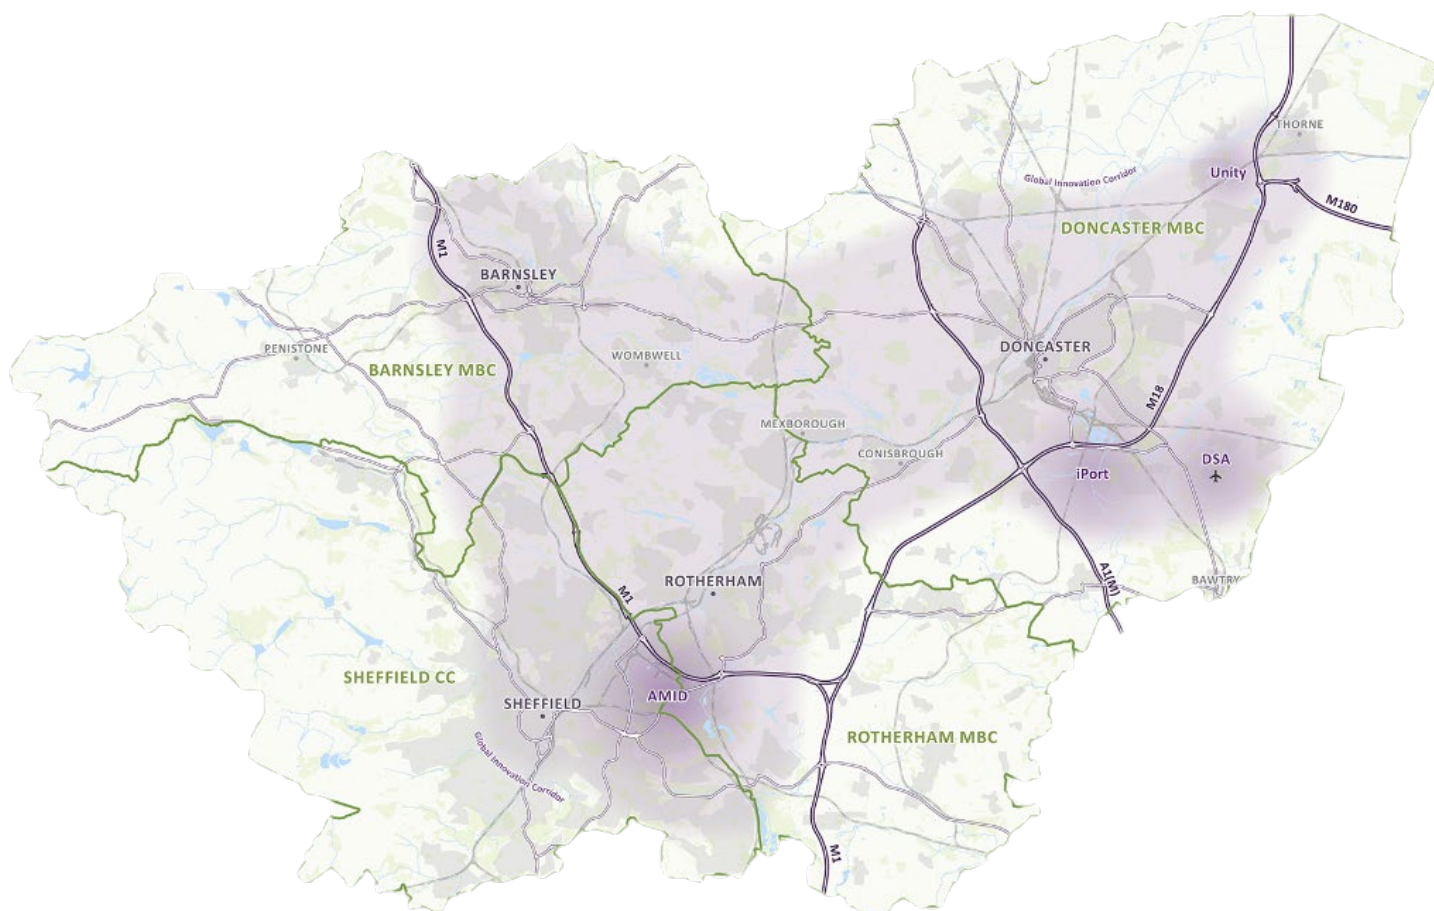 THORNE
Unity
Global Innovation Corridor
M180
DONCASTER MBC
M1
BARNSLEY
DONCASTER
PENISTONE
WOMBWELL
BARNSLEY MBC
M18
MEXBOROUGH
CONISBROUGH
DSA
iPort
ROTHERHAM
M1
A1(M)
BAWTRY
SHEFFIELD CC
AMID
SHEFFIELD
ROTHERHAM MBC
Global Innovation Corridor
M1